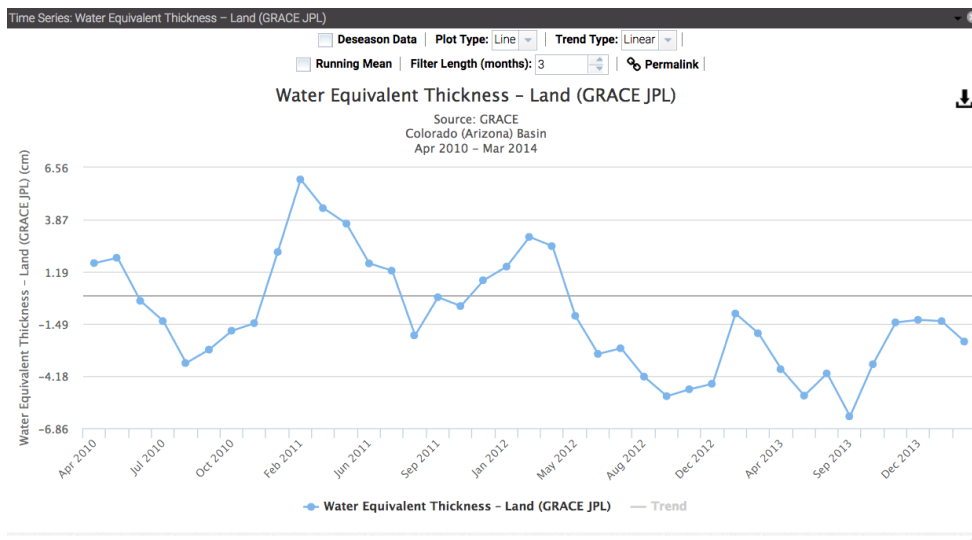 Time Series: Water Equivalent Thickness – Land (GRACE JPL)
Deseason Data | Plot Type: Line | Trend Type: Linear |
Running Mean | Filter Length (months): 3 | Permalink |
Water Equivalent Thickness – Land (GRACE JPL)
Source: GRACE
Colorado (Arizona) Basin
Apr 2010 – Mar 2014
Water Equivalent Thickness – Land (GRACE JPL) (cm)
6.56
3.87
1.19
-1.49
-4.18
-6.86
Apr 2010 Jul 2010 Oct 2010 Feb 2011 Jun 2011 Sep 2011 Jan 2012 May 2012 Aug 2012 Dec 2012 Apr 2013 Sep 2013 Dec 2013
Water Equivalent Thickness – Land (GRACE JPL) Trend